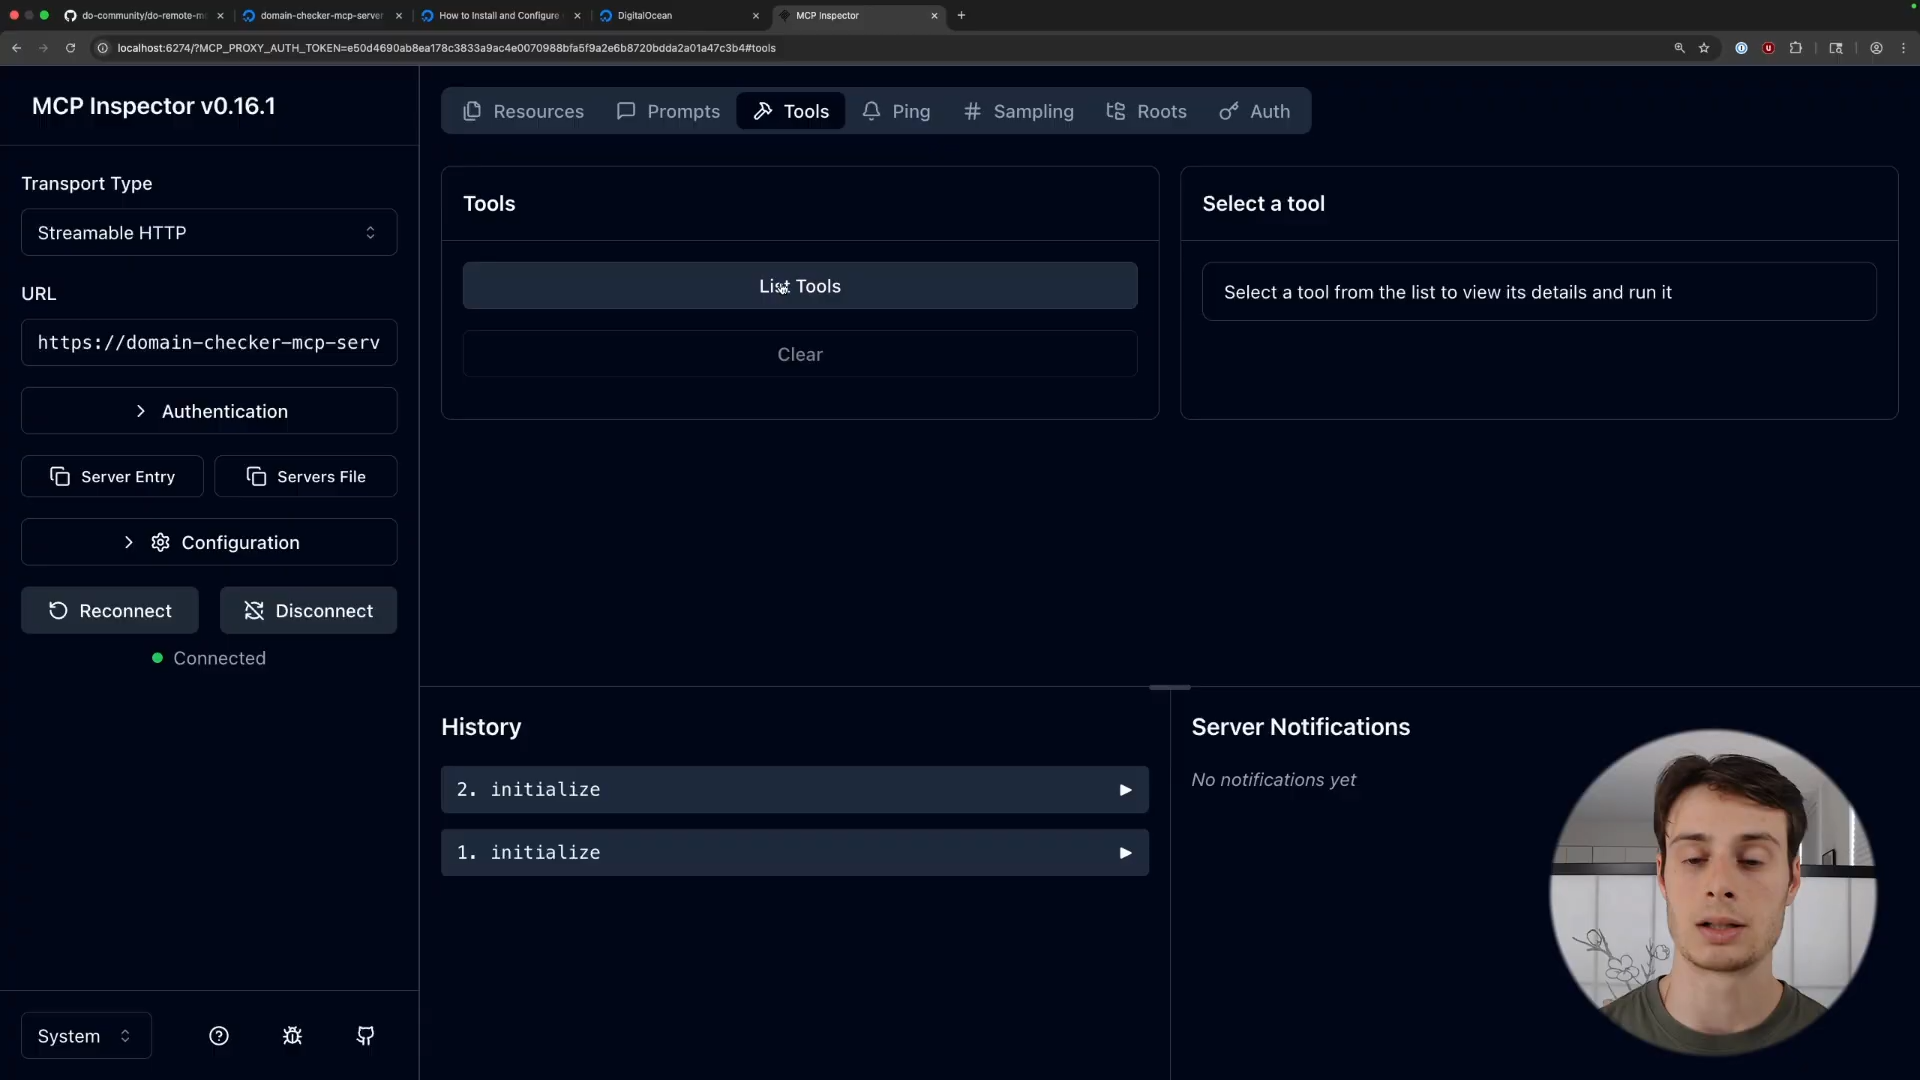 do-community/do-remote-m
domain-checker-mcp-server
How to Install and Configure
DigitalOcean
MCP Inspector
localhost:6274/?MCP_PROXY_AUTH_TOKEN=e50d4690ab8ea178c3833a9ac4e0070988bfa5f9a2e6b8720bdda2a01a47c3b4#tools
MCP Inspector v0.16.1
Resources
Prompts
Tools
Ping
Sampling
Roots
Auth
Transport Type
Streamable HTTP
URL
https://domain-checker-mcp-serv
Authentication
Server Entry
Servers File
Configuration
Reconnect
Disconnect
Connected
System
Tools
List Tools
Clear
Select a tool
Select a tool from the list to view its details and run it
History
2. initialize
1. initialize
Server Notifications
No notifications yet